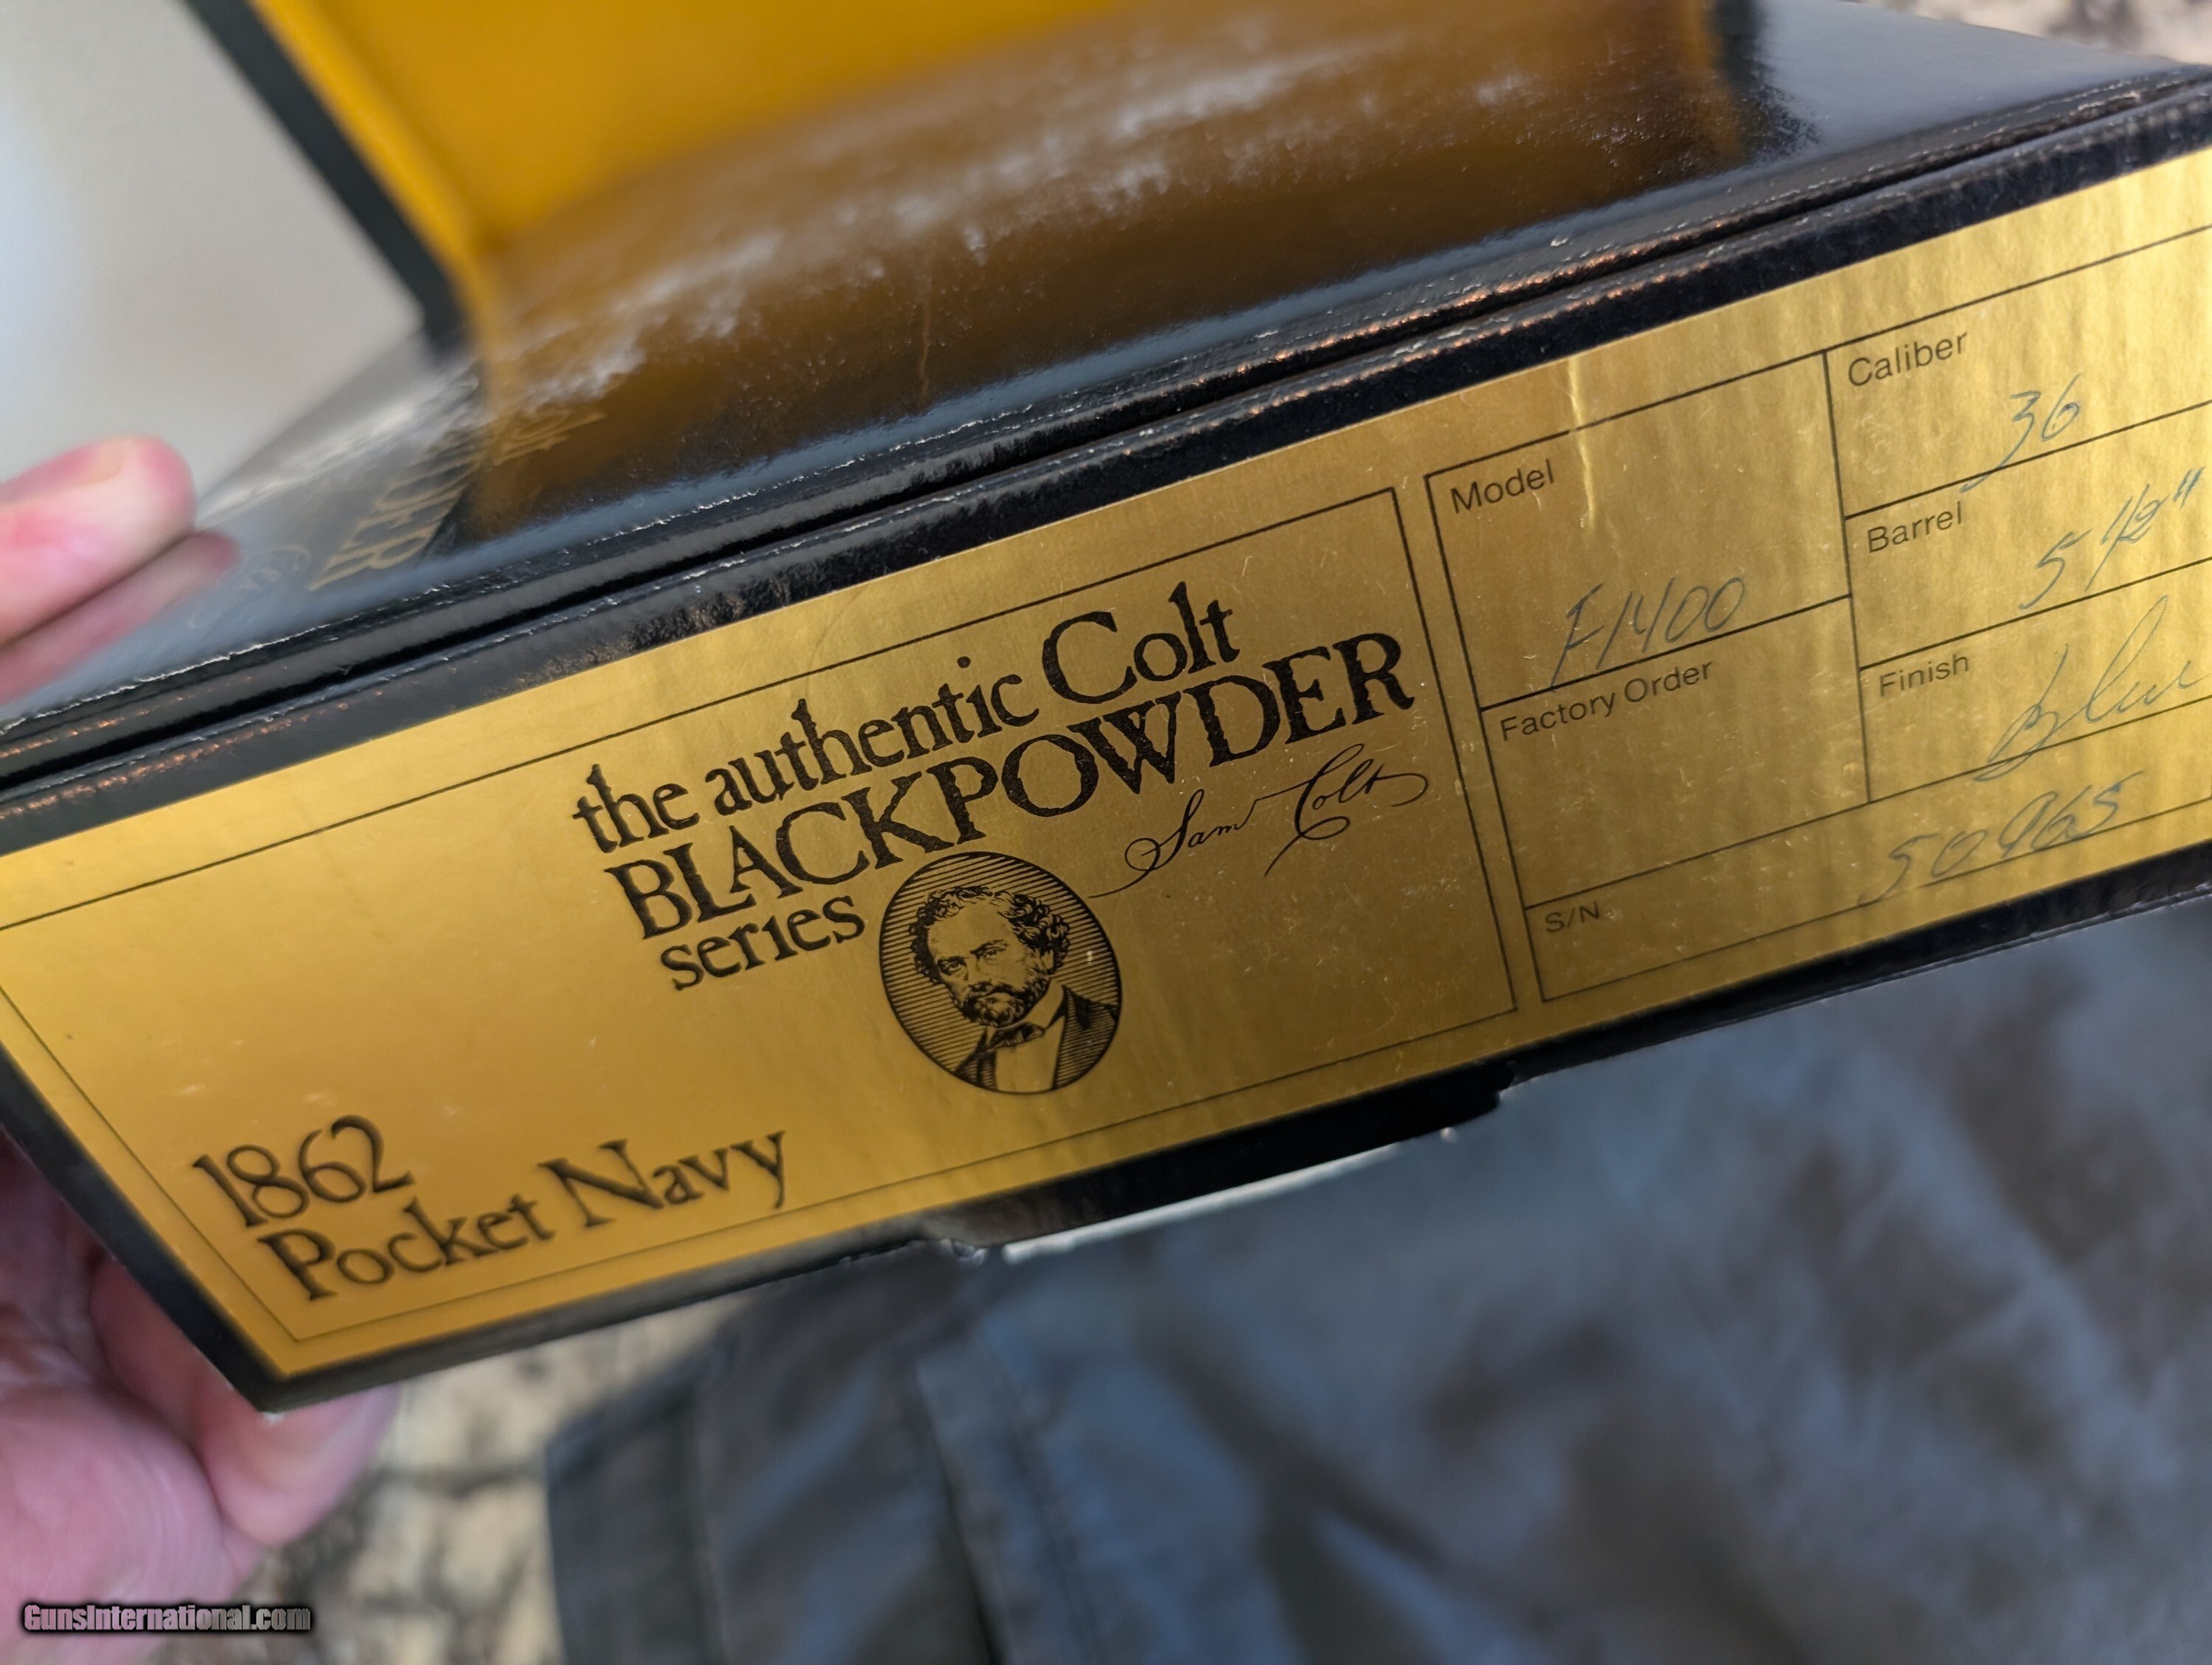 the authentic Colt
BLACKPOWDER
series
Sam Colt
1862
Pocket Navy
Model
F1400
Factory Order
S/N
50965
Caliber
36
Barrel
5 1/2"
Finish
Blue
GunsInternational.com